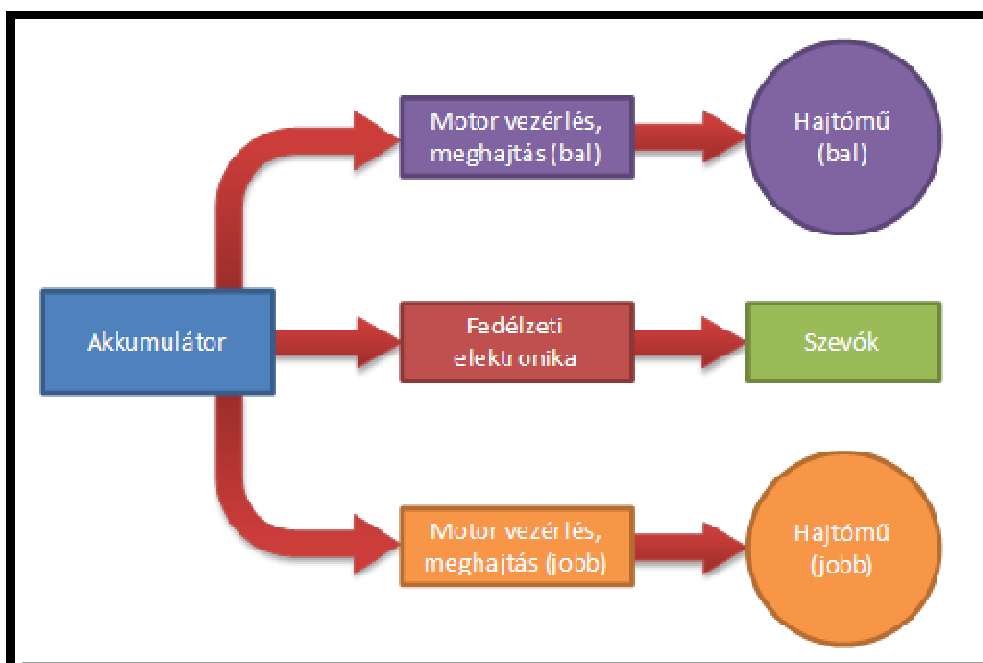 Motor vezérlés,
meghajtás (bal)
Hajtómű
(bal)
Akkumulátor
Fedélzeti
elektronika
Szevók
Motor vezérlés,
meghajtás (jobb)
Hajtómű
(jobb)